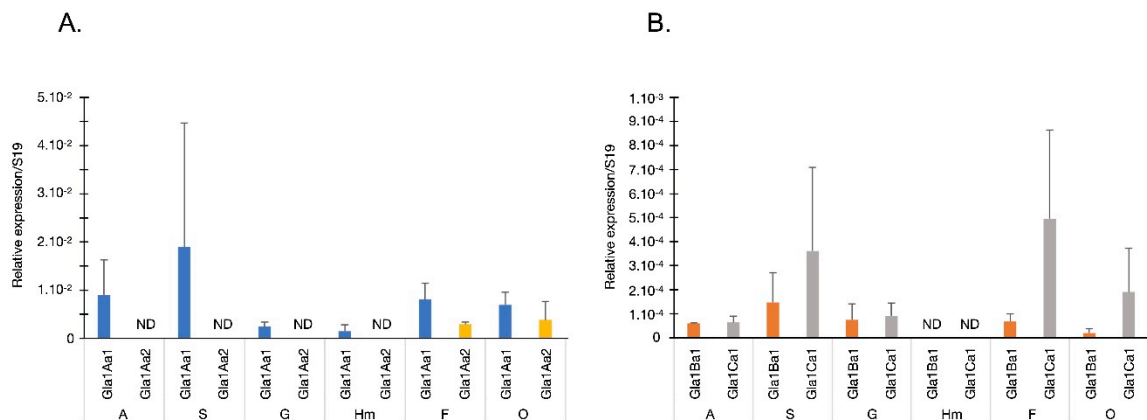 A.
B.
Relative expression/S19
5.10⁻²
4.10⁻²
3.10⁻²
2.10⁻²
1.10⁻²
0
ND
ND
ND
ND
Gla1Aa1
Gla1Aa2
Gla1Aa1
Gla1Aa2
Gla1Aa1
Gla1Aa2
Gla1Aa1
Gla1Aa2
Gla1Aa1
Gla1Aa2
Gla1Aa1
Gla1Aa2
A S G Hm F O
Relative expression/S19
1.10⁻³
9.10⁻⁴
8.10⁻⁴
7.10⁻⁴
6.10⁻⁴
5.10⁻⁴
4.10⁻⁴
3.10⁻⁴
2.10⁻⁴
1.10⁻⁴
0
ND ND
Gla1Ba1
Gla1Ca1
Gla1Ba1
Gla1Ca1
Gla1Ba1
Gla1Ca1
Gla1Ba1
Gla1Ca1
Gla1Ba1
Gla1Ca1
Gla1Ba1
Gla1Ca1
A S G Hm F O